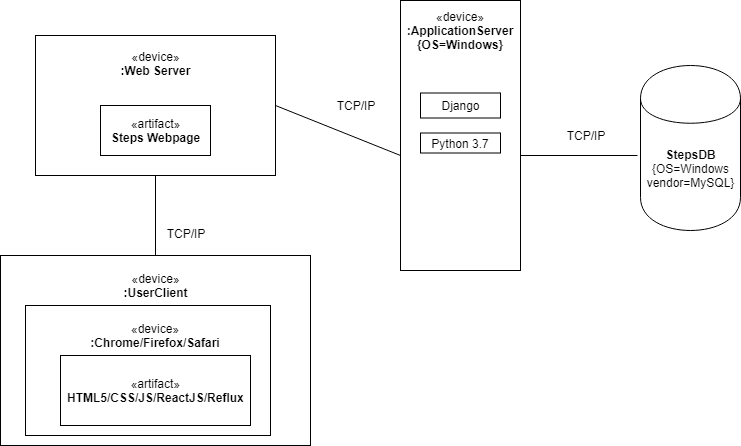 «device»
:Web Server
«artifact»
Steps Webpage
TCP/IP
«device»
:ApplicationServer
{OS=Windows}
Django
Python 3.7
TCP/IP
StepsDB
{OS=Windows
vendor=MySQL}
TCP/IP
«device»
:UserClient
«device»
:Chrome/Firefox/Safari
«artifact»
HTML5/CSS/JS/ReactJS/Reflux